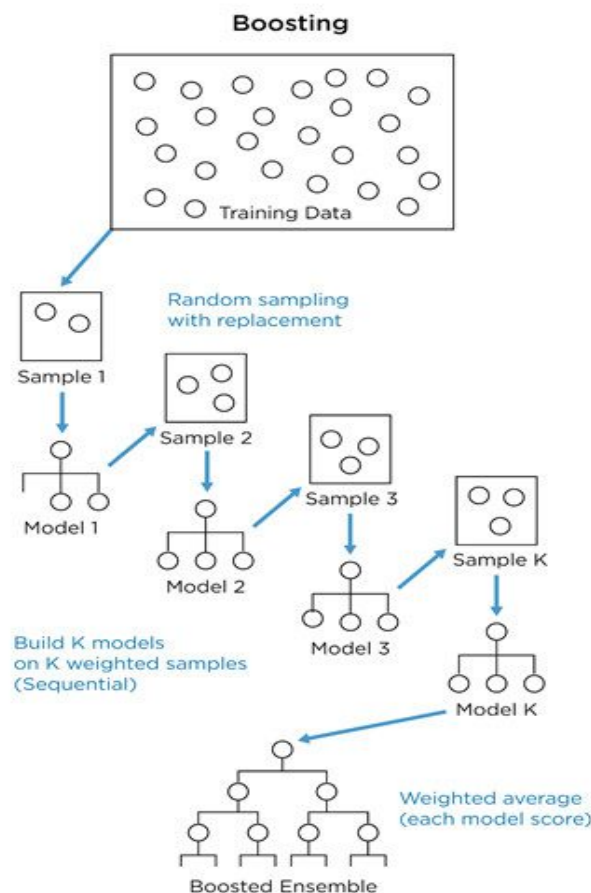 Boosting
Training Data
Random sampling
with replacement
Sample 1
Sample 2
Sample 3
Sample K
Model 1
Model 2
Model 3
Model K
Build K models
on K weighted samples
(Sequential)
Weighted average
(each model score)
Boosted Ensemble